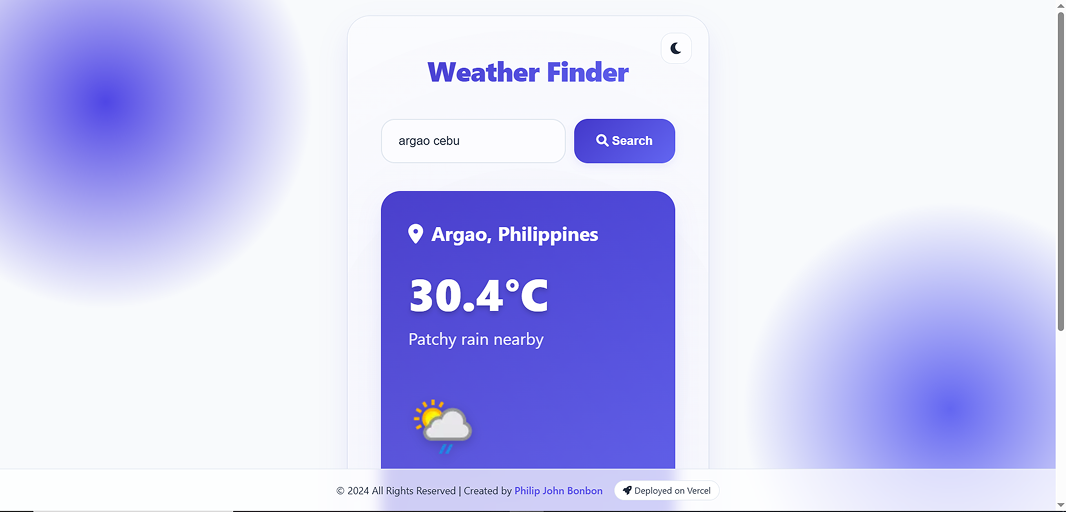 Weather Finder
argao cebu
Search
Argao, Philippines
30.4°C
Patchy rain nearby
© 2024 All Rights Reserved | Created by Philip John Bonbon
Deployed on Vercel